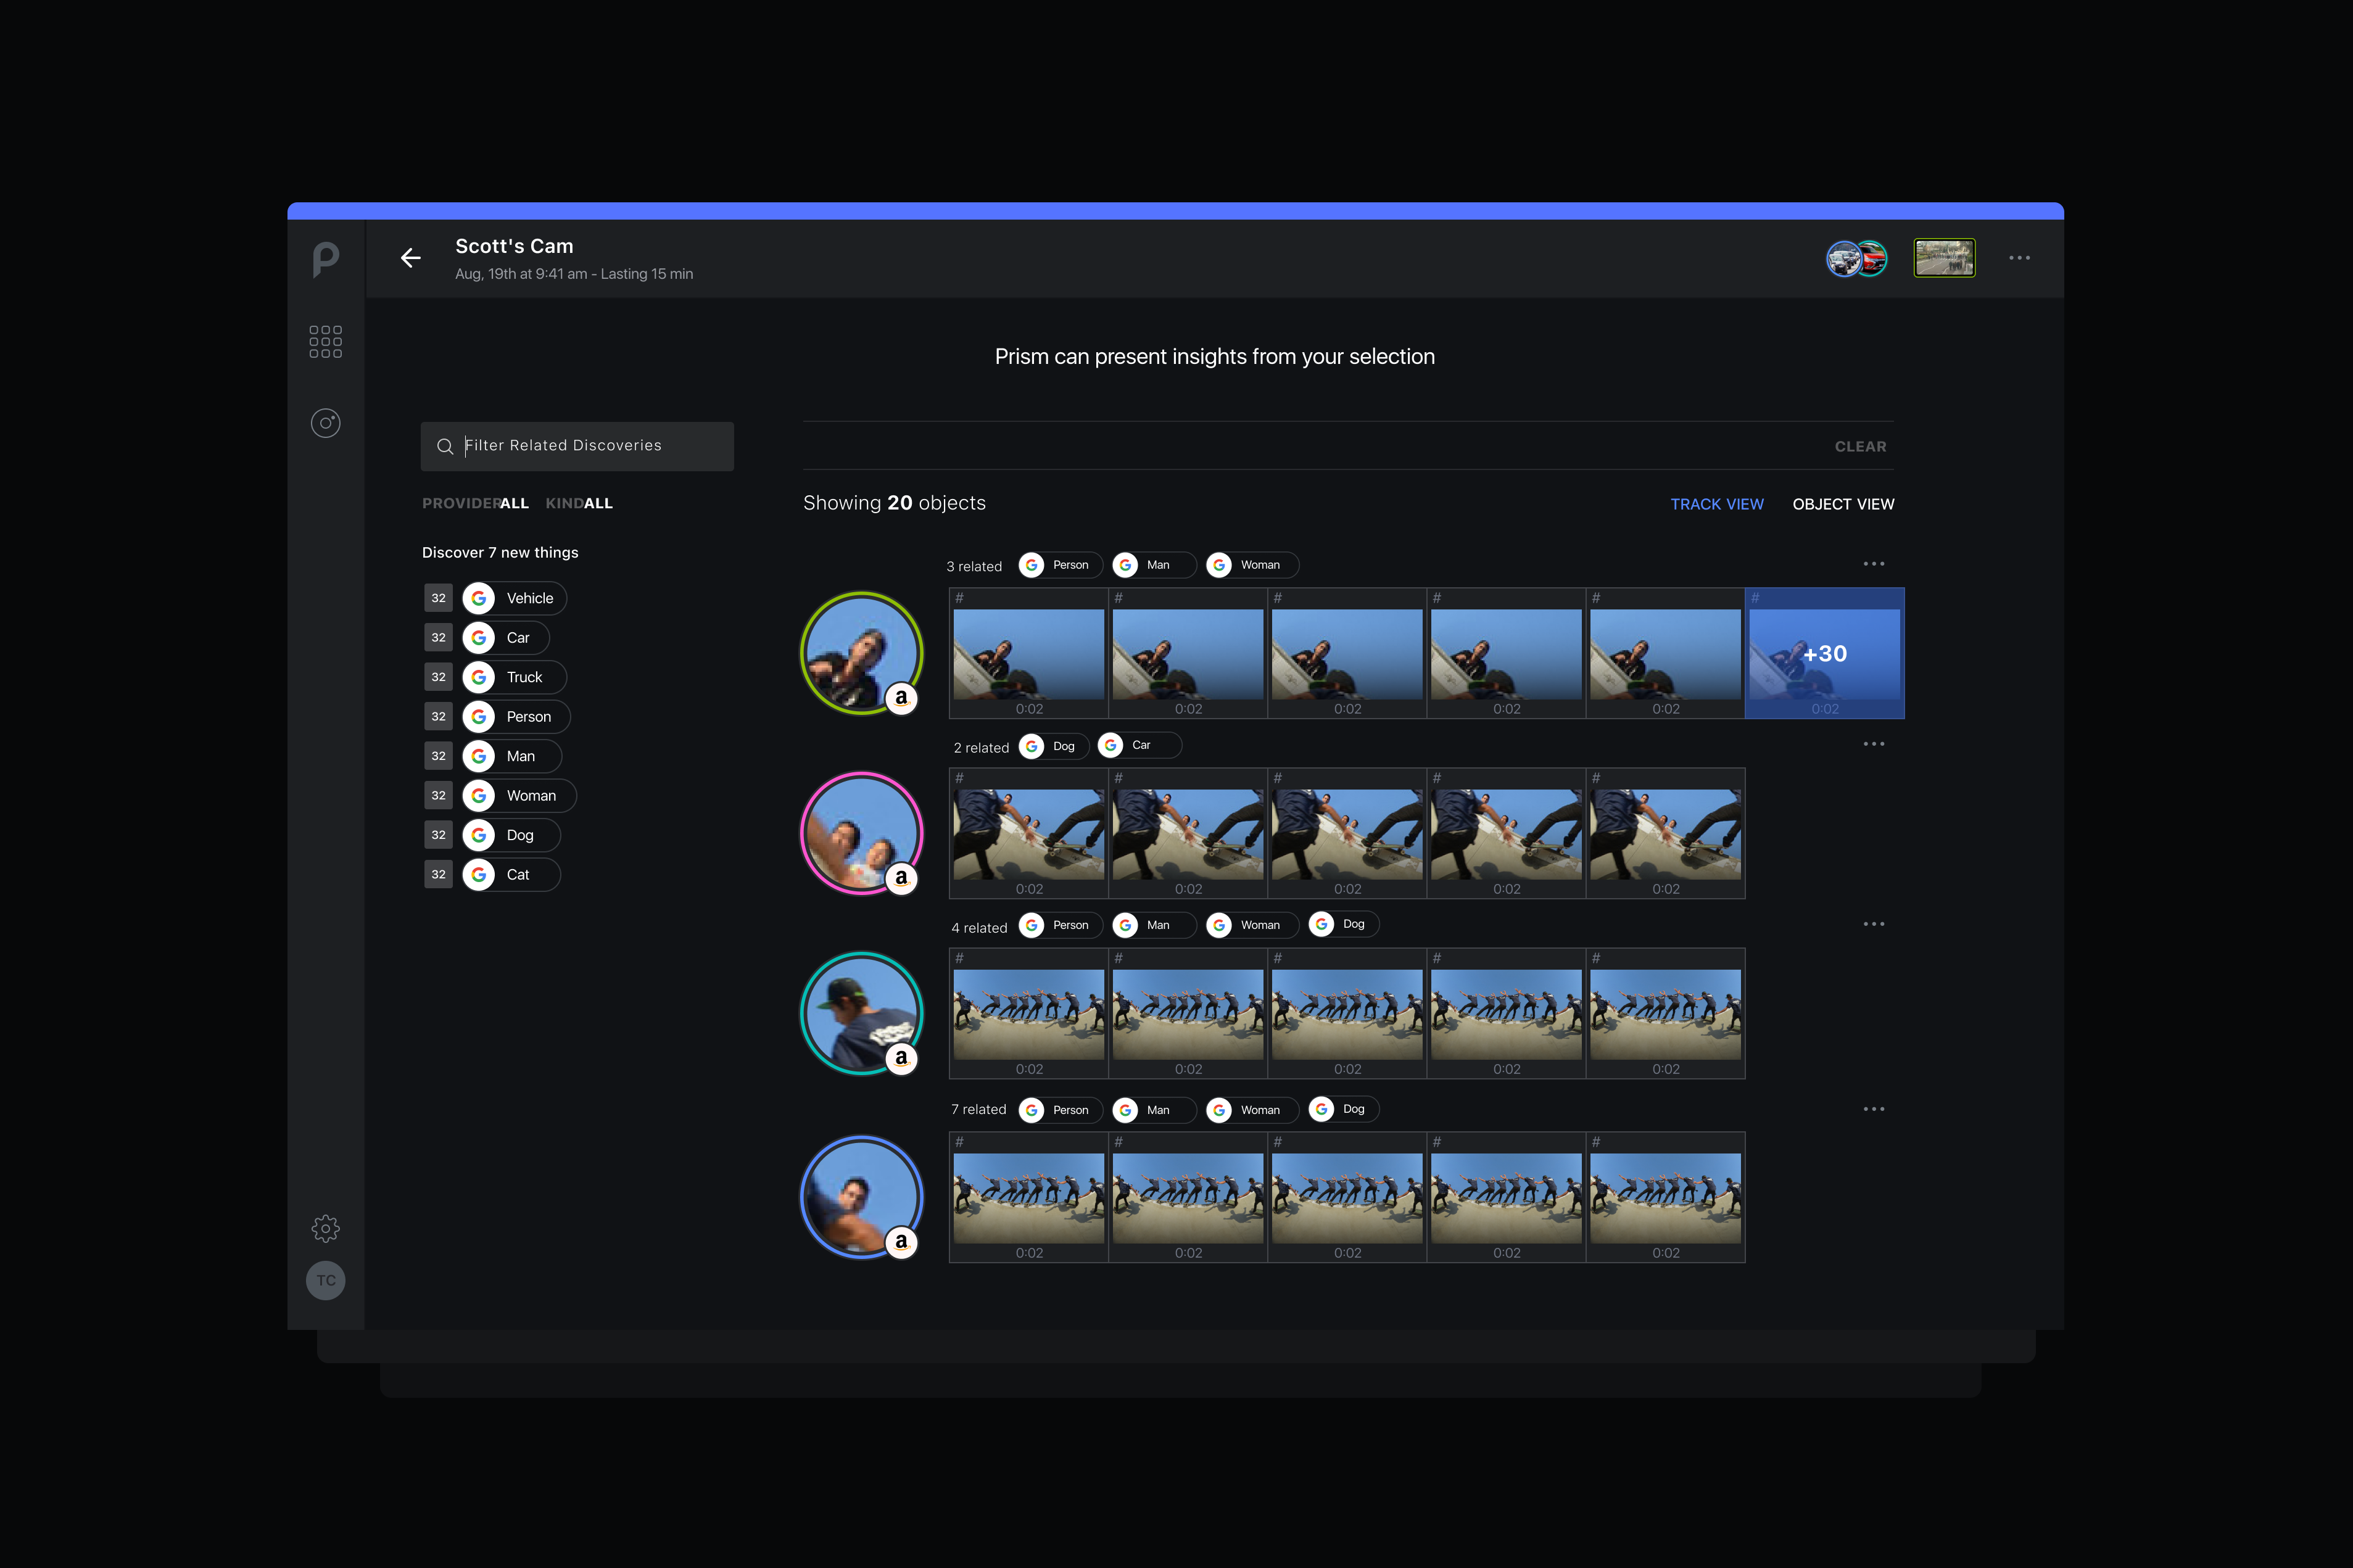 Scott's Cam
Aug, 19th at 9:41 am - Lasting 15 min
Prism can present insights from your selection
Filter Related Discoveries
CLEAR
PROVIDER ALL KIND ALL
Showing 20 objects
TRACK VIEW OBJECT VIEW
Discover 7 new things
32 G Vehicle
32 G Car
32 G Truck
32 G Person
32 G Man
32 G Woman
32 G Dog
32 G Cat
3 related G Person G Man G Woman
# # # # # #
+30
a
0:02 0:02 0:02 0:02 0:02 0:02
2 related G Dog G Car
# # # # #
a
0:02 0:02 0:02 0:02 0:02
4 related G Person G Man G Woman G Dog
# # # # #
a
0:02 0:02 0:02 0:02 0:02
7 related G Person G Man G Woman G Dog
# # # # #
a
0:02 0:02 0:02 0:02 0:02
TC